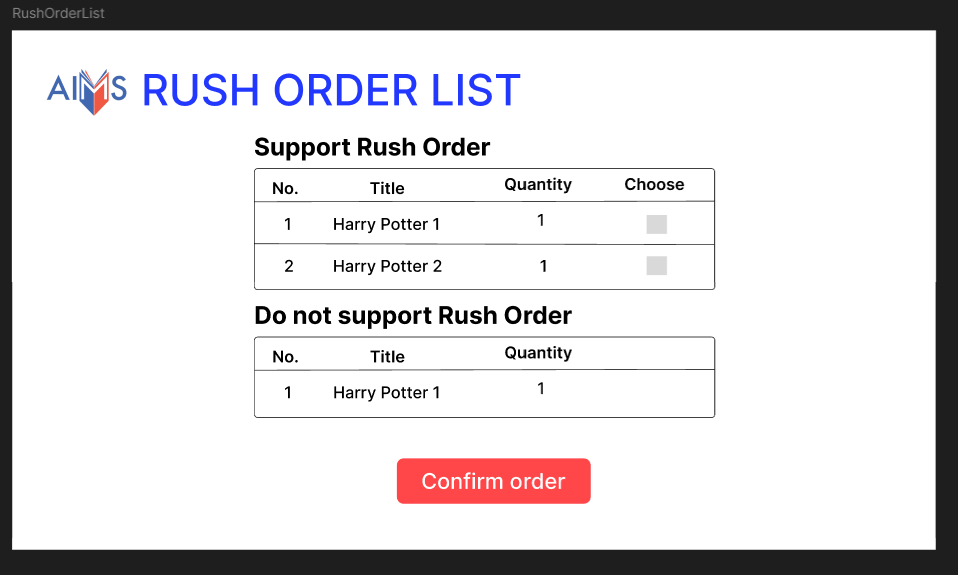 RushOrderList
AIMS RUSH ORDER LIST
Support Rush Order
No. Title Quantity Choose
1 Harry Potter 1 1
2 Harry Potter 2 1
Do not support Rush Order
No. Title Quantity
1 Harry Potter 1 1
Confirm order